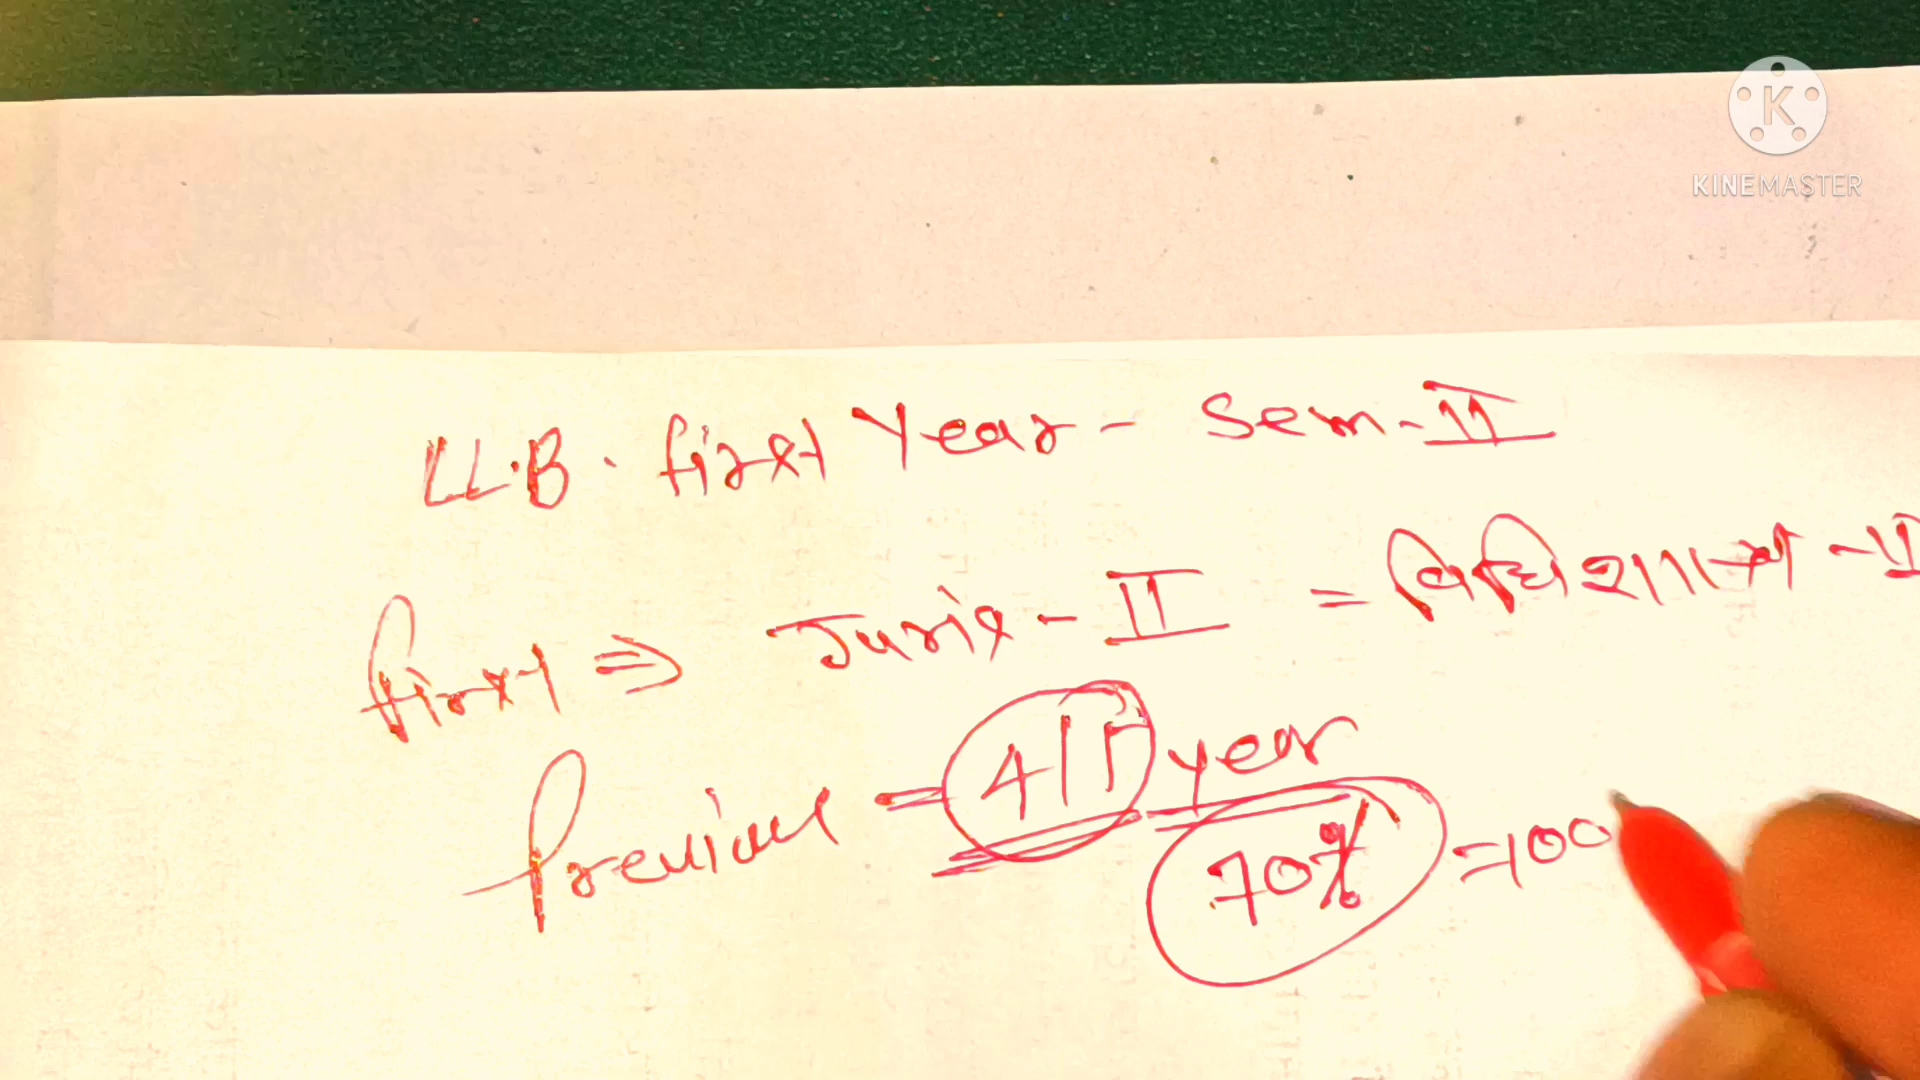 K
KINEMASTER
LL.B. first Year - Sem-II
first ⇒ Juris-II = विधिशास्त्र -II
Previous = 4/5 year
70% =100